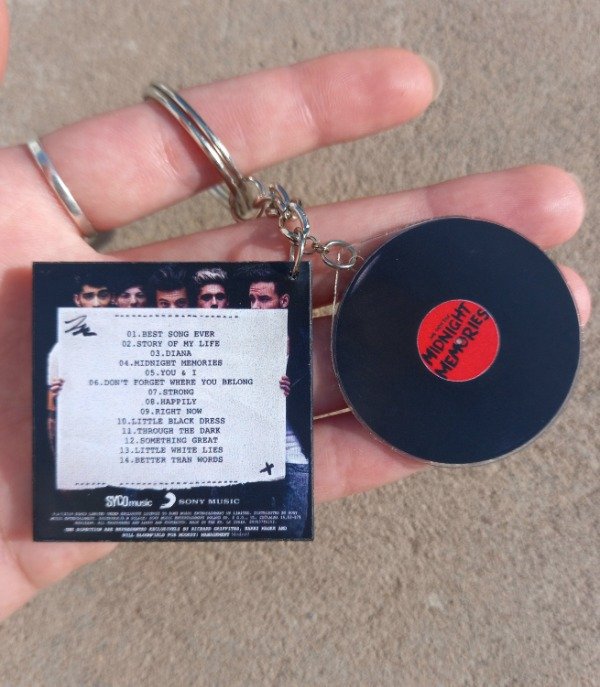 01.BEST SONG EVER
02.STORY OF MY LIFE
03.DIANA
04.MIDNIGHT MEMORIES
05.YOU & I
06.DON'T FORGET WHERE YOU BELONG
07.STRONG
08.HAPPILY
09.RIGHT NOW
10.LITTLE BLACK DRESS
11.THROUGH THE DARK
12.SOMETHING GREAT
13.LITTLE WHITE LIES
14.BETTER THAN WORDS
SYCOmusic SONY MUSIC
MANAGEMENT
MIDNIGHT
MEMORIES